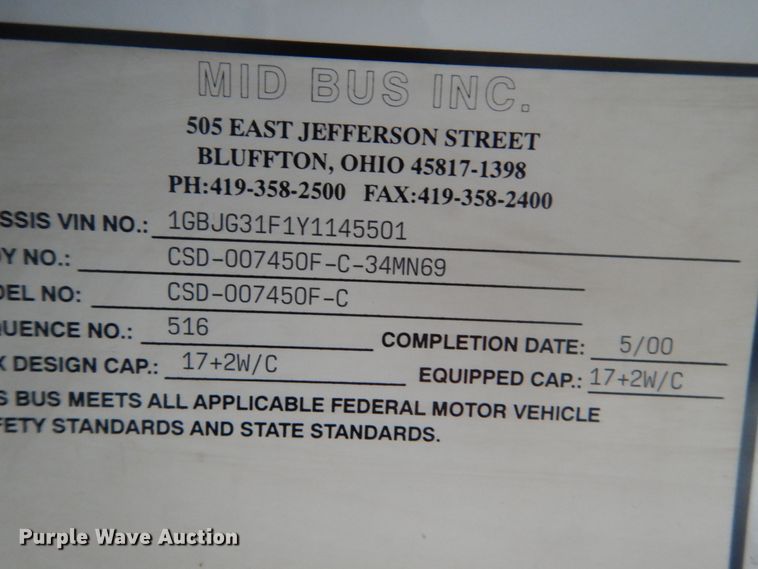 MID BUS INC.
505 EAST JEFFERSON STREET
BLUFFTON, OHIO 45817-1398
PH:419-358-2500 FAX:419-358-2400
SSIS VIN NO.: 1GBJG31F1Y1145501
DY NO.: CSD-007450F-C-34MN69
DEL NO: CSD-007450F-C
QUENCE NO.: 516 COMPLETION DATE: 5/00
X DESIGN CAP.: 17+2W/C EQUIPPED CAP.: 17+2W/C
S BUS MEETS ALL APPLICABLE FEDERAL MOTOR VEHICLE
FETY STANDARDS AND STATE STANDARDS.
Purple Wave Auction